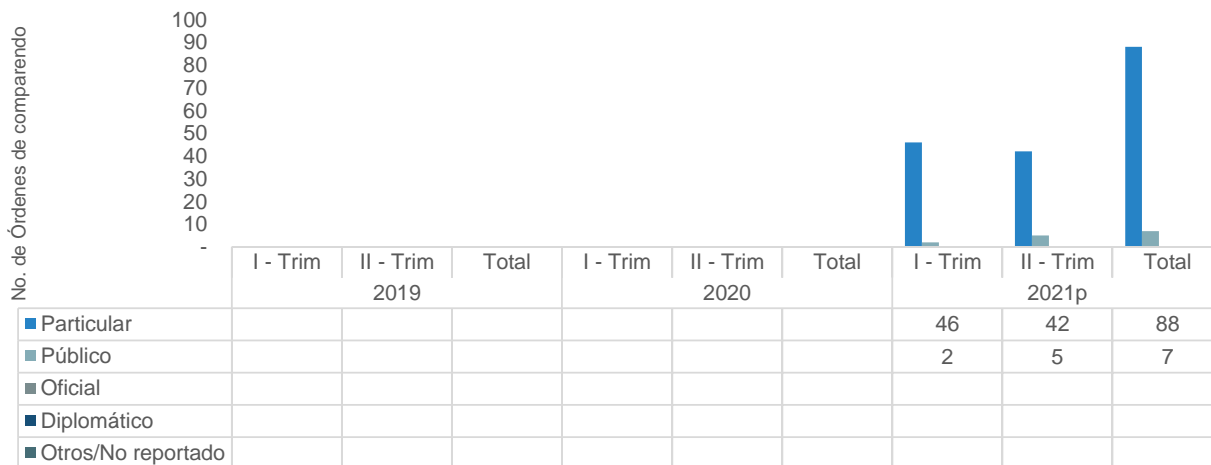 No. de Órdenes de comparendo
100
90
80
70
60
50
40
30
20
10
-
I - Trim II - Trim Total I - Trim II - Trim Total I - Trim II - Trim Total
2019 2020 2021p
Particular 46 42 88
Público 2 5 7
Oficial
Diplomático
Otros/No reportado